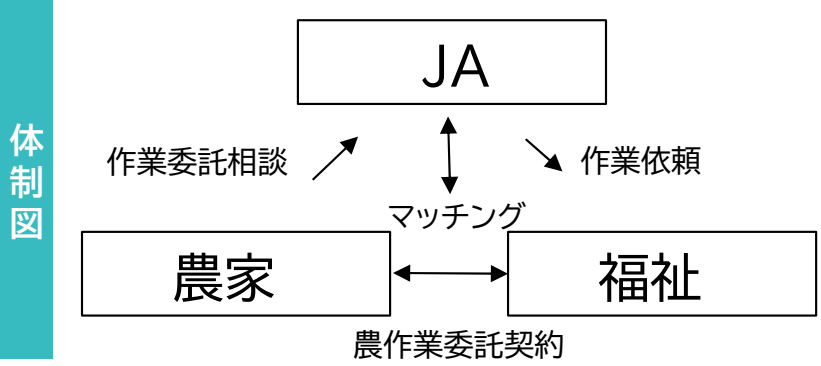 体制図
JA
作業委託相談
作業依頼
マッチング
農家
福祉
農作業委託契約